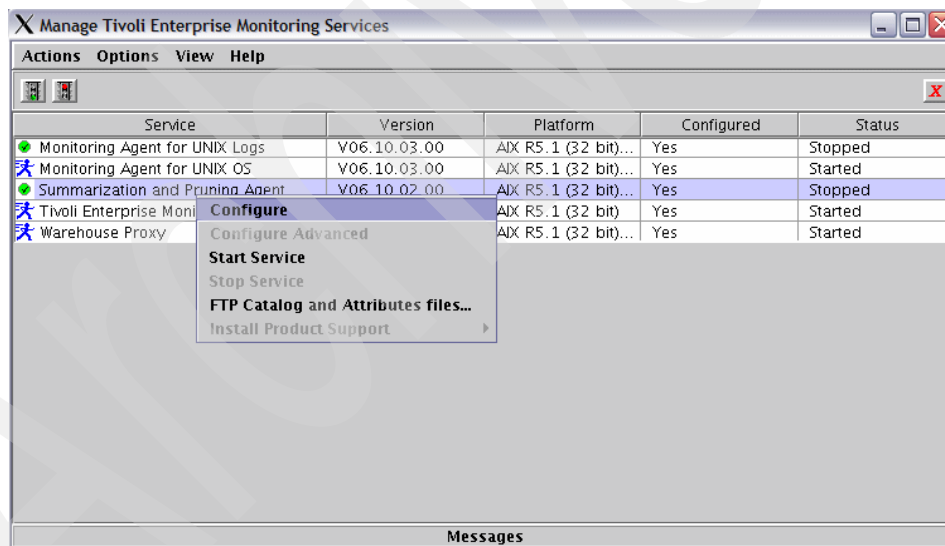 Manage Tivoli Enterprise Monitoring Services
Actions Options View Help
Service Version Platform Configured Status
Monitoring Agent for UNIX Logs V06.10.03.00 AIX R5.1 (32 bit)... Yes Stopped
Monitoring Agent for UNIX OS V06.10.03.00 AIX R5.1 (32 bit)... Yes Started
Summarization and Pruning Agent V06.10.02.00 AIX R5.1 (32 bit)... Yes Stopped
Tivoli Enterprise Moni AIX R5.1 (32 bit) Yes Started
Warehouse Proxy AIX R5.1 (32 bit)... Yes Started
Configure
Configure Advanced
Start Service
Stop Service
FTP Catalog and Attributes files...
Install Product Support
Messages